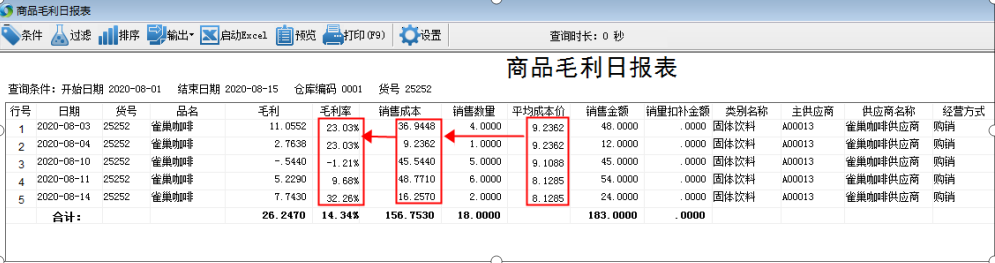 商品毛利日报表
条件 过滤 排序 输出 启动Excel 预览 打印(F9) 设置 查询时长: 0 秒
商品毛利日报表
查询条件: 开始日期 2020-08-01 结束日期 2020-08-15 仓库编码 0001 货号 25252
行号 日期 货号 品名 毛利 毛利率 销售成本 销售数量 平均成本价 销售金额 销量扣补金额 类别名称 主供应商 供应商名称 经营方式
1 2020-08-03 25252 雀巢咖啡 11.0552 23.03% 36.9448 4.0000 9.2362 48.0000 .0000 固体饮料 A00013 雀巢咖啡供应商 购销
2 2020-08-04 25252 雀巢咖啡 2.7638 23.03% 9.2362 1.0000 9.2362 12.0000 .0000 固体饮料 A00013 雀巢咖啡供应商 购销
3 2020-08-10 25252 雀巢咖啡 -.5440 -1.21% 45.5440 5.0000 9.1088 45.0000 .0000 固体饮料 A00013 雀巢咖啡供应商 购销
4 2020-08-11 25252 雀巢咖啡 5.2290 9.68% 48.7710 6.0000 8.1285 54.0000 .0000 固体饮料 A00013 雀巢咖啡供应商 购销
5 2020-08-14 25252 雀巢咖啡 7.7430 32.26% 16.2570 2.0000 8.1285 24.0000 .0000 固体饮料 A00013 雀巢咖啡供应商 购销
合计: 26.2470 14.34% 156.7530 18.0000 183.0000 .0000